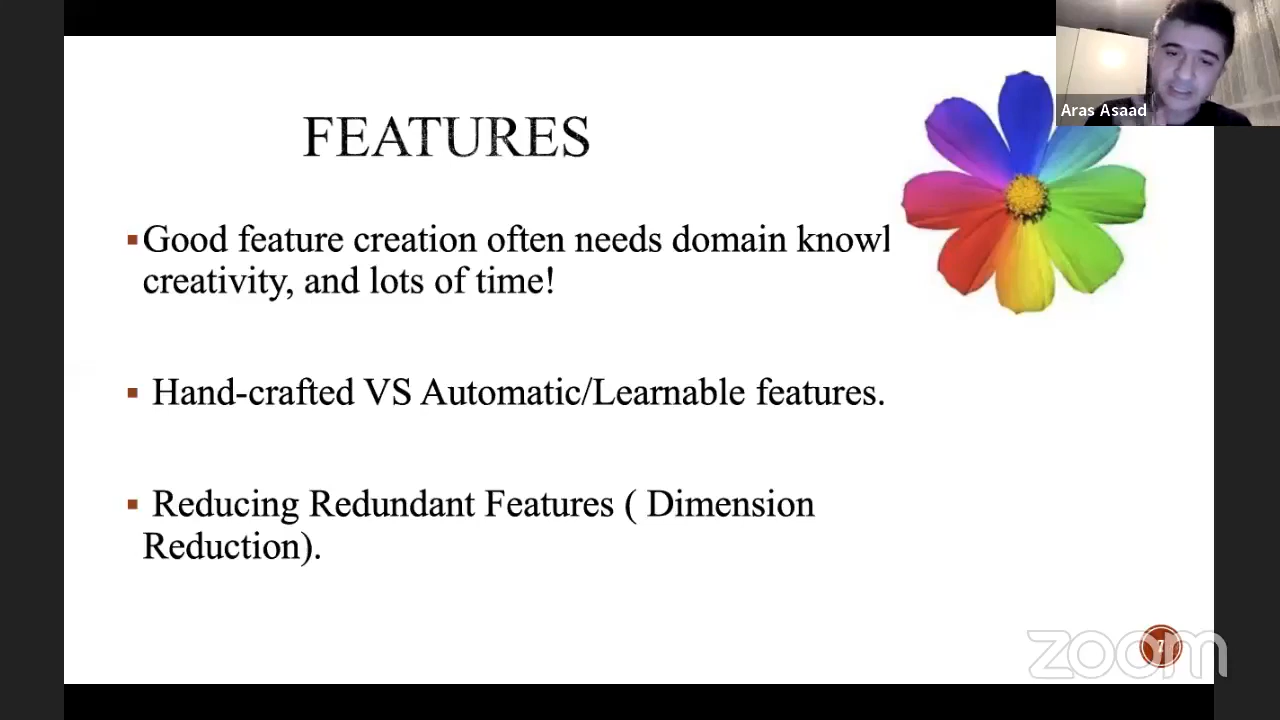 Aras Asaad
FEATURES
▪Good feature creation often needs domain knowl
creativity, and lots of time!
▪ Hand-crafted VS Automatic/Learnable features.
▪ Reducing Redundant Features ( Dimension
Reduction).
zoom